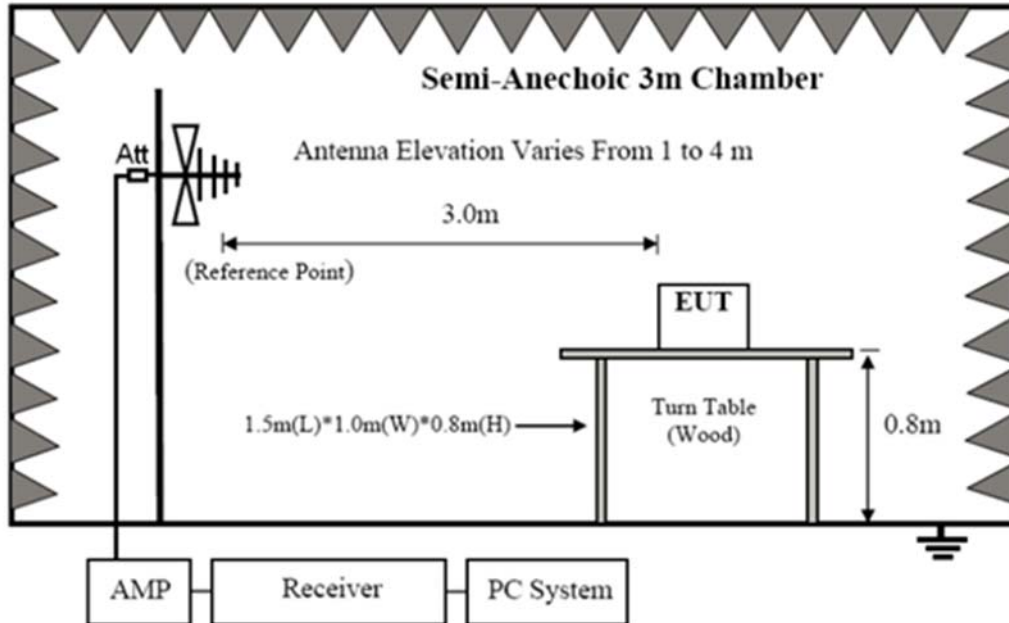 Semi-Anechoic 3m Chamber
Att
Antenna Elevation Varies From 1 to 4 m
3.0m
(Reference Point)
EUT
1.5m(L)*1.0m(W)*0.8m(H)
Turn Table
(Wood)
0.8m
AMP
Receiver
PC System